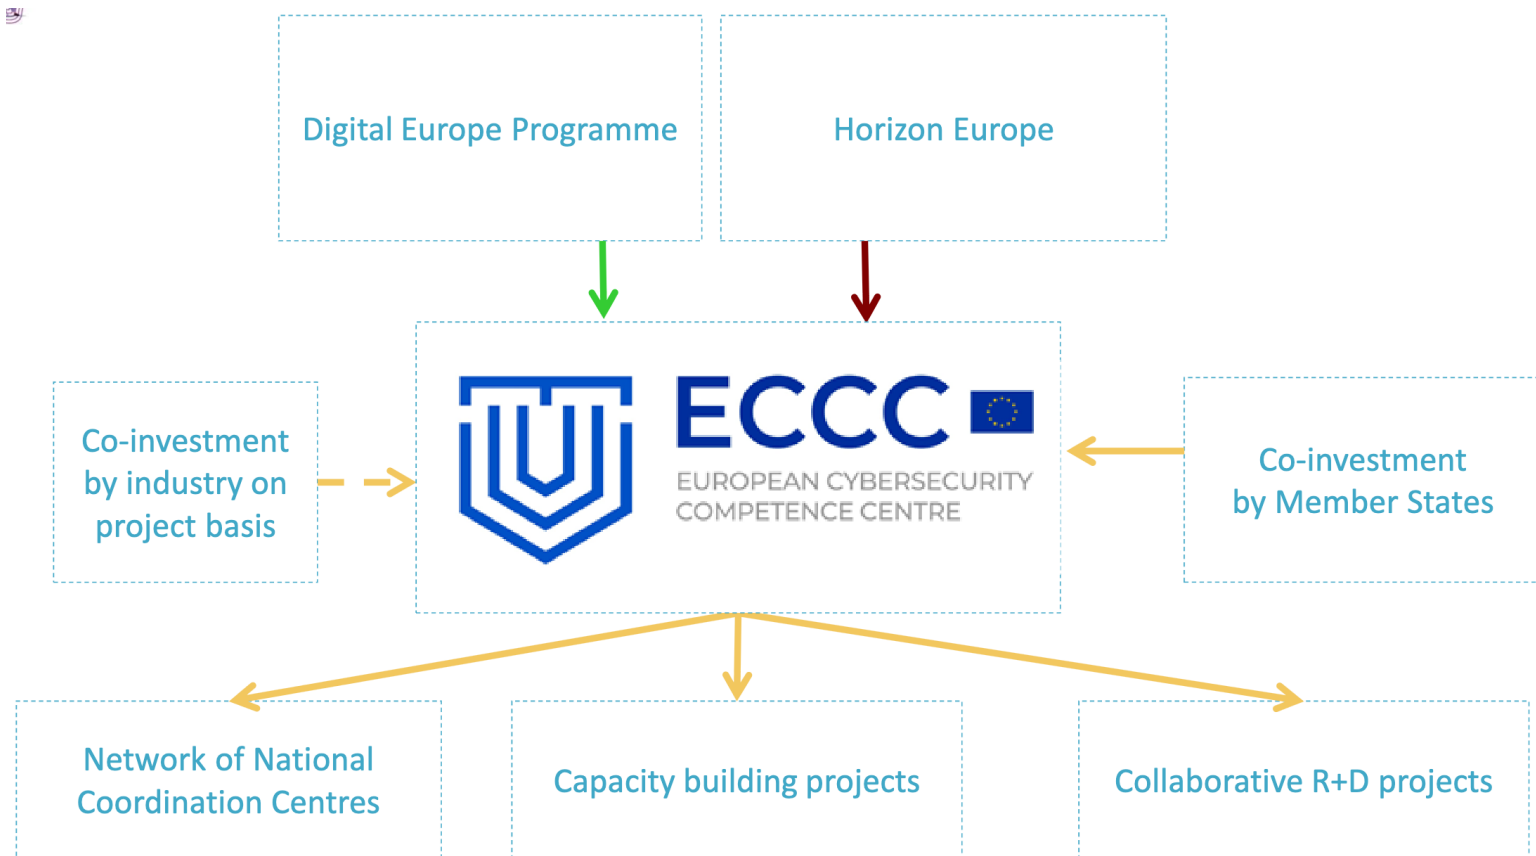 Digital Europe Programme
Horizon Europe
Co-investment
by industry on
project basis
ECCC
EUROPEAN CYBERSECURITY
COMPETENCE CENTRE
Co-investment
by Member States
Network of National
Coordination Centres
Capacity building projects
Collaborative R+D projects